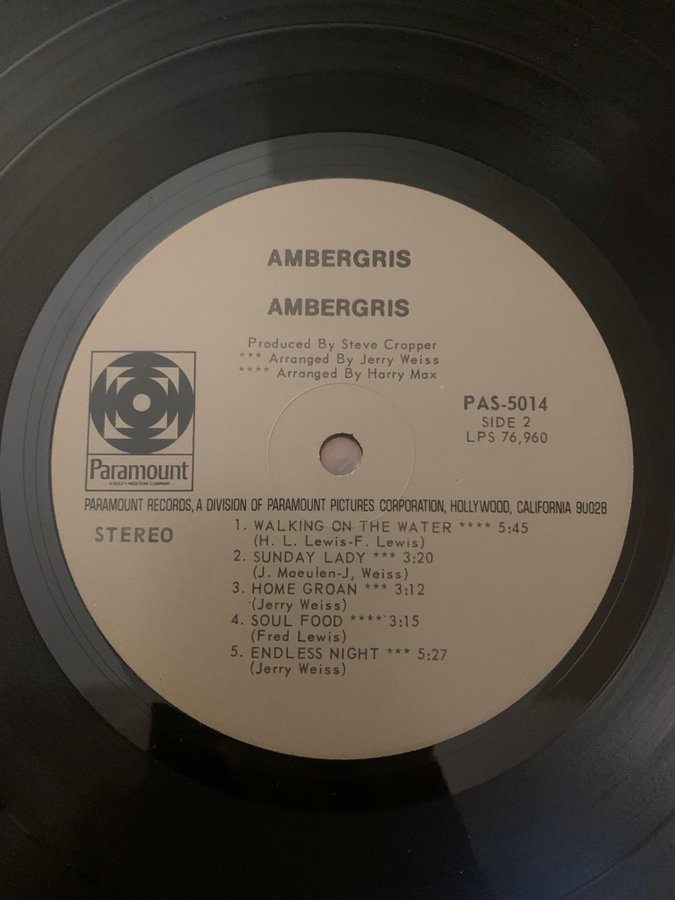 AMBERGRIS
AMBERGRIS
Produced By Steve Cropper
*** Arranged By Jerry Weiss
**** Arranged By Harry Max
PAS-5014
SIDE 2
LPS 76,960
Paramount
A GULF+WESTERN COMPANY
PARAMOUNT RECORDS, A DIVISION OF PARAMOUNT PICTURES CORPORATION, HOLLYWOOD, CALIFORNIA 90028
STEREO
1. WALKING ON THE WATER **** 5:45
(H. L. Lewis-F. Lewis)
2. SUNDAY LADY *** 3:20
(J. Maeulen-J, Weiss)
3. HOME GROAN *** 3:12
(Jerry Weiss)
4. SOUL FOOD **** 3:15
(Fred Lewis)
5. ENDLESS NIGHT *** 5:27
(Jerry Weiss)